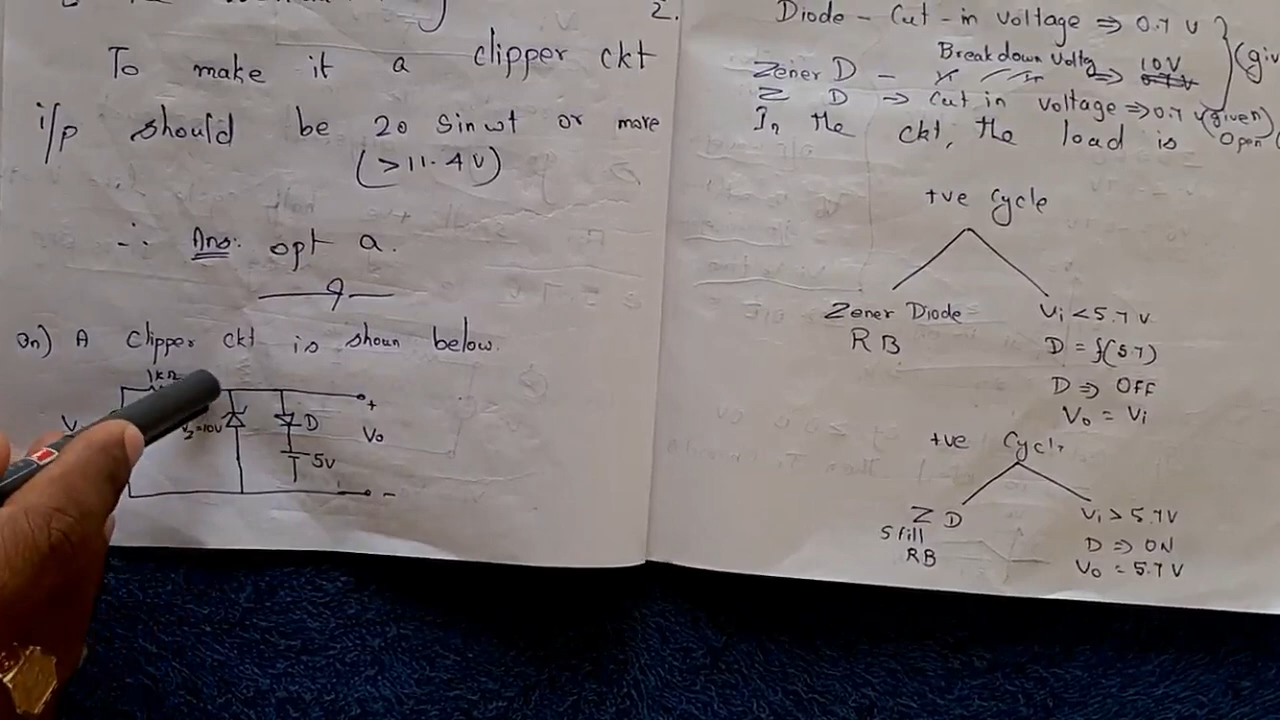 To make it a clipper ckt
i/p should be 20 Sinwt or more
(>11.4V)
∴ Ans: opt a.
Qn) A clipper ckt is shown below.
1kΩ
V
Vz=10V
D
5V
+
Vo
-
2.
Diode - Cut-in voltage ⇒ 0.7 V
Breakdown Voltg
Zener D - ⇒ 10V
Z D ⇒ Cut in voltage ⇒ 0.7 V (given)
In the ckt, the load is Open
+ve Cycle
Zener Diode
RB
Vi < 5.7 V
D = f(5.7)
D ⇒ OFF
Vo = Vi
+ve Cycle
Z D
Still
RB
Vi > 5.7V
D ⇒ ON
Vo = 5.7 V